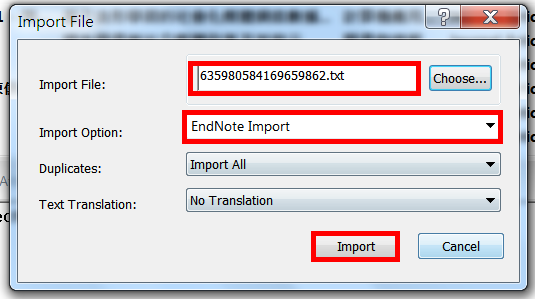 Import File
?
X
Import File:
635980584169659862.txt
Choose...
Import Option:
EndNote Import
Duplicates:
Import All
Text Translation:
No Translation
Import
Cancel